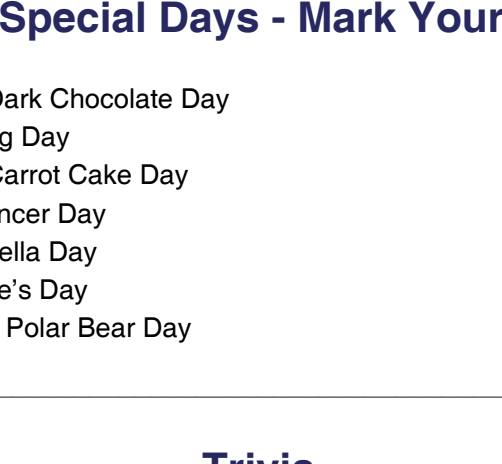 Special Days - Mark Your
Dark Chocolate Day
g Day
Carrot Cake Day
ncer Day
ella Day
e's Day
Polar Bear Day
Trivia